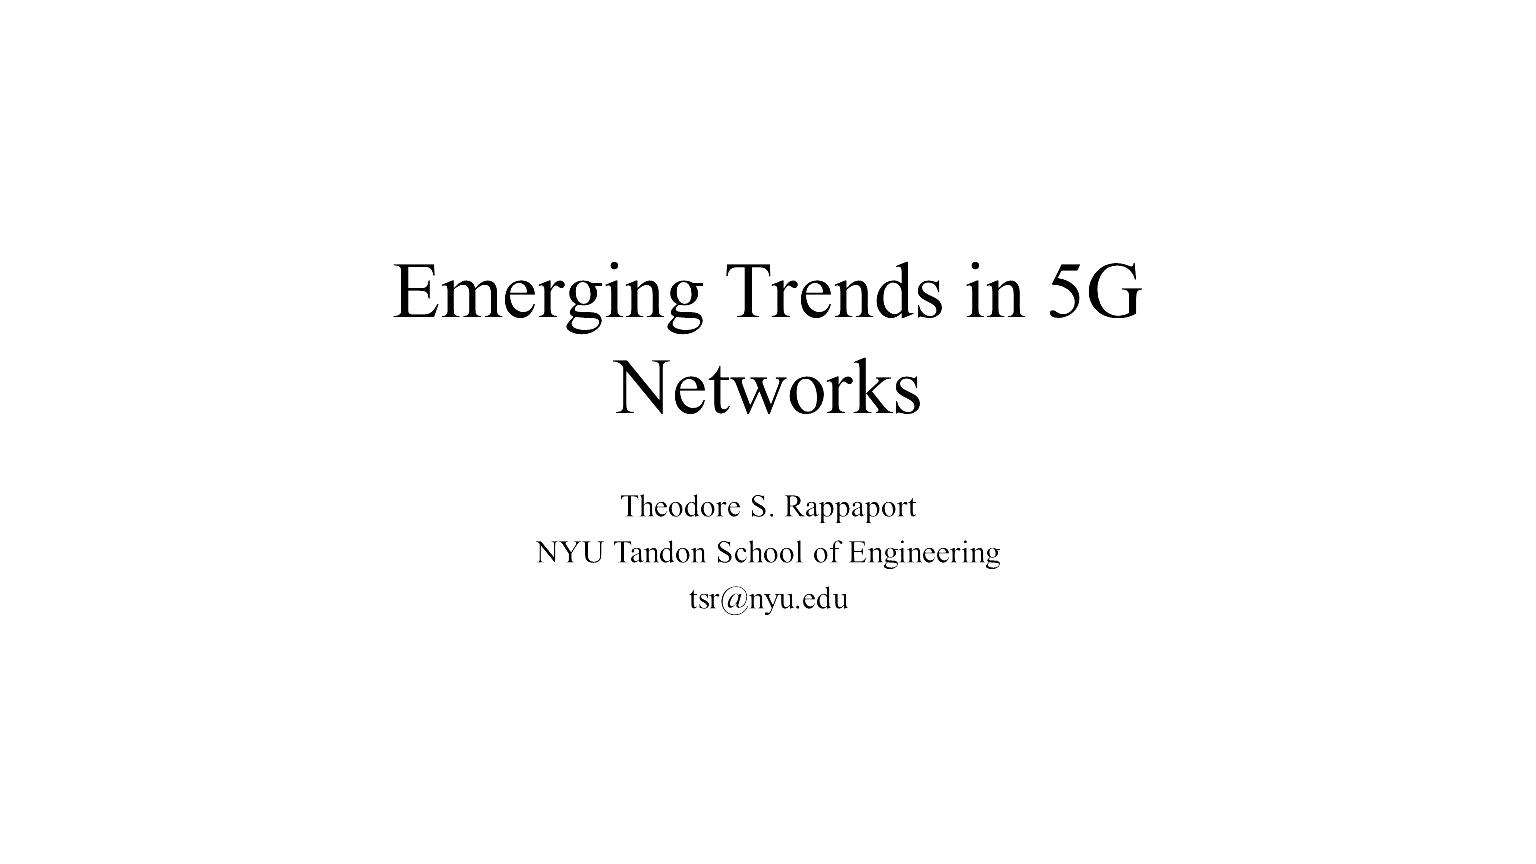 Emerging Trends in 5G
Networks
Theodore S. Rappaport
NYU Tandon School of Engineering
tsr@nyu.edu